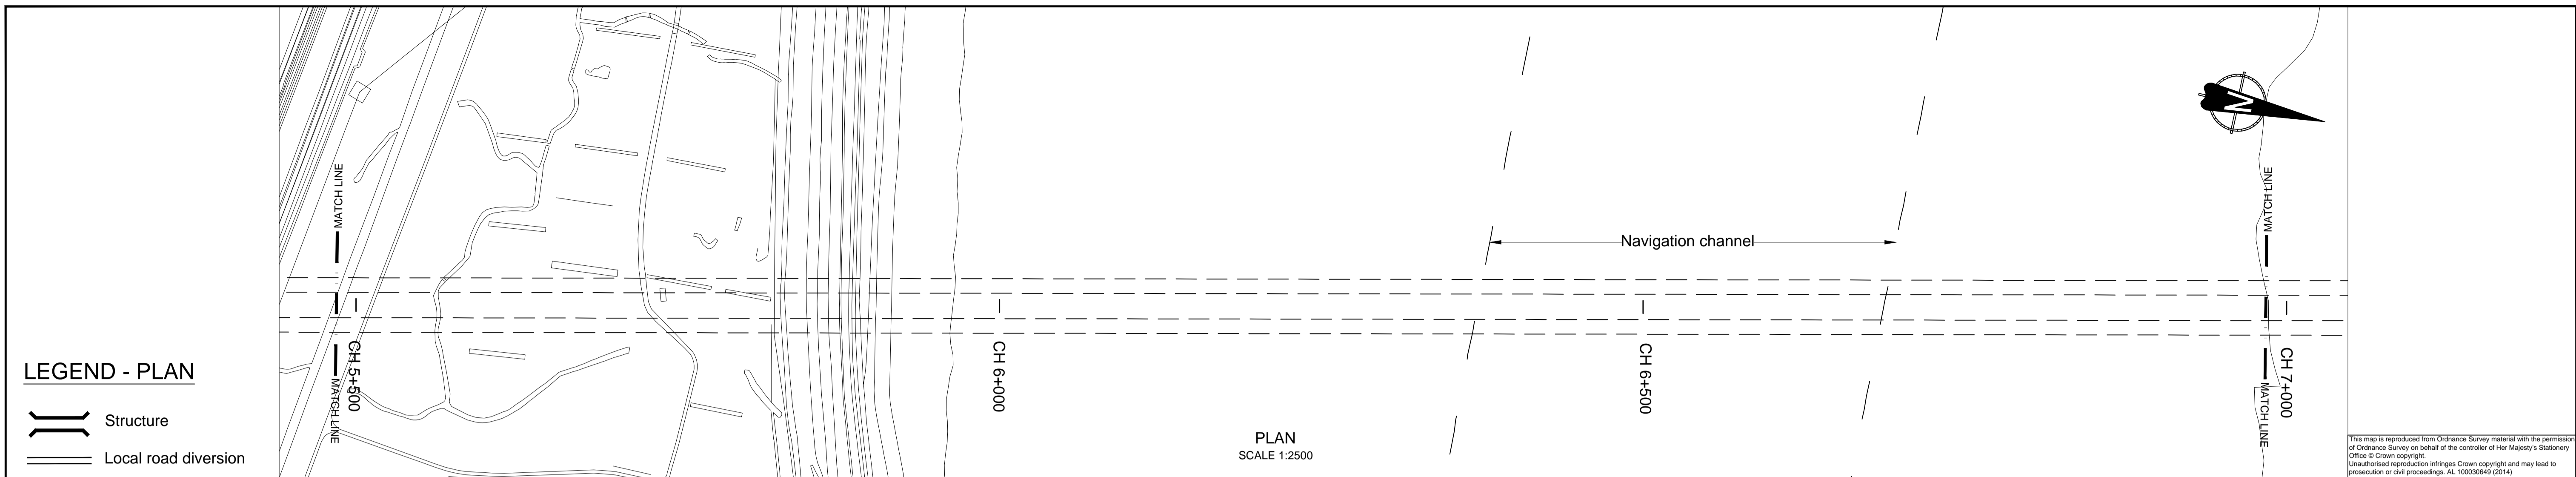 MATCH LINE
N
MATCH LINE
Navigation channel
LEGEND - PLAN
Structure
Local road diversion
MATCH LINE
CH 5+500
CH 6+000
CH 6+500
MATCH LINE
CH 7+000
PLAN
SCALE 1:2500
This map is reproduced from Ordnance Survey material with the permission
of Ordnance Survey on behalf of the controller of Her Majesty's Stationery
Office © Crown copyright.
Unauthorised reproduction infringes Crown copyright and may lead to
prosecution or civil proceedings. AL 100030649 (2014)